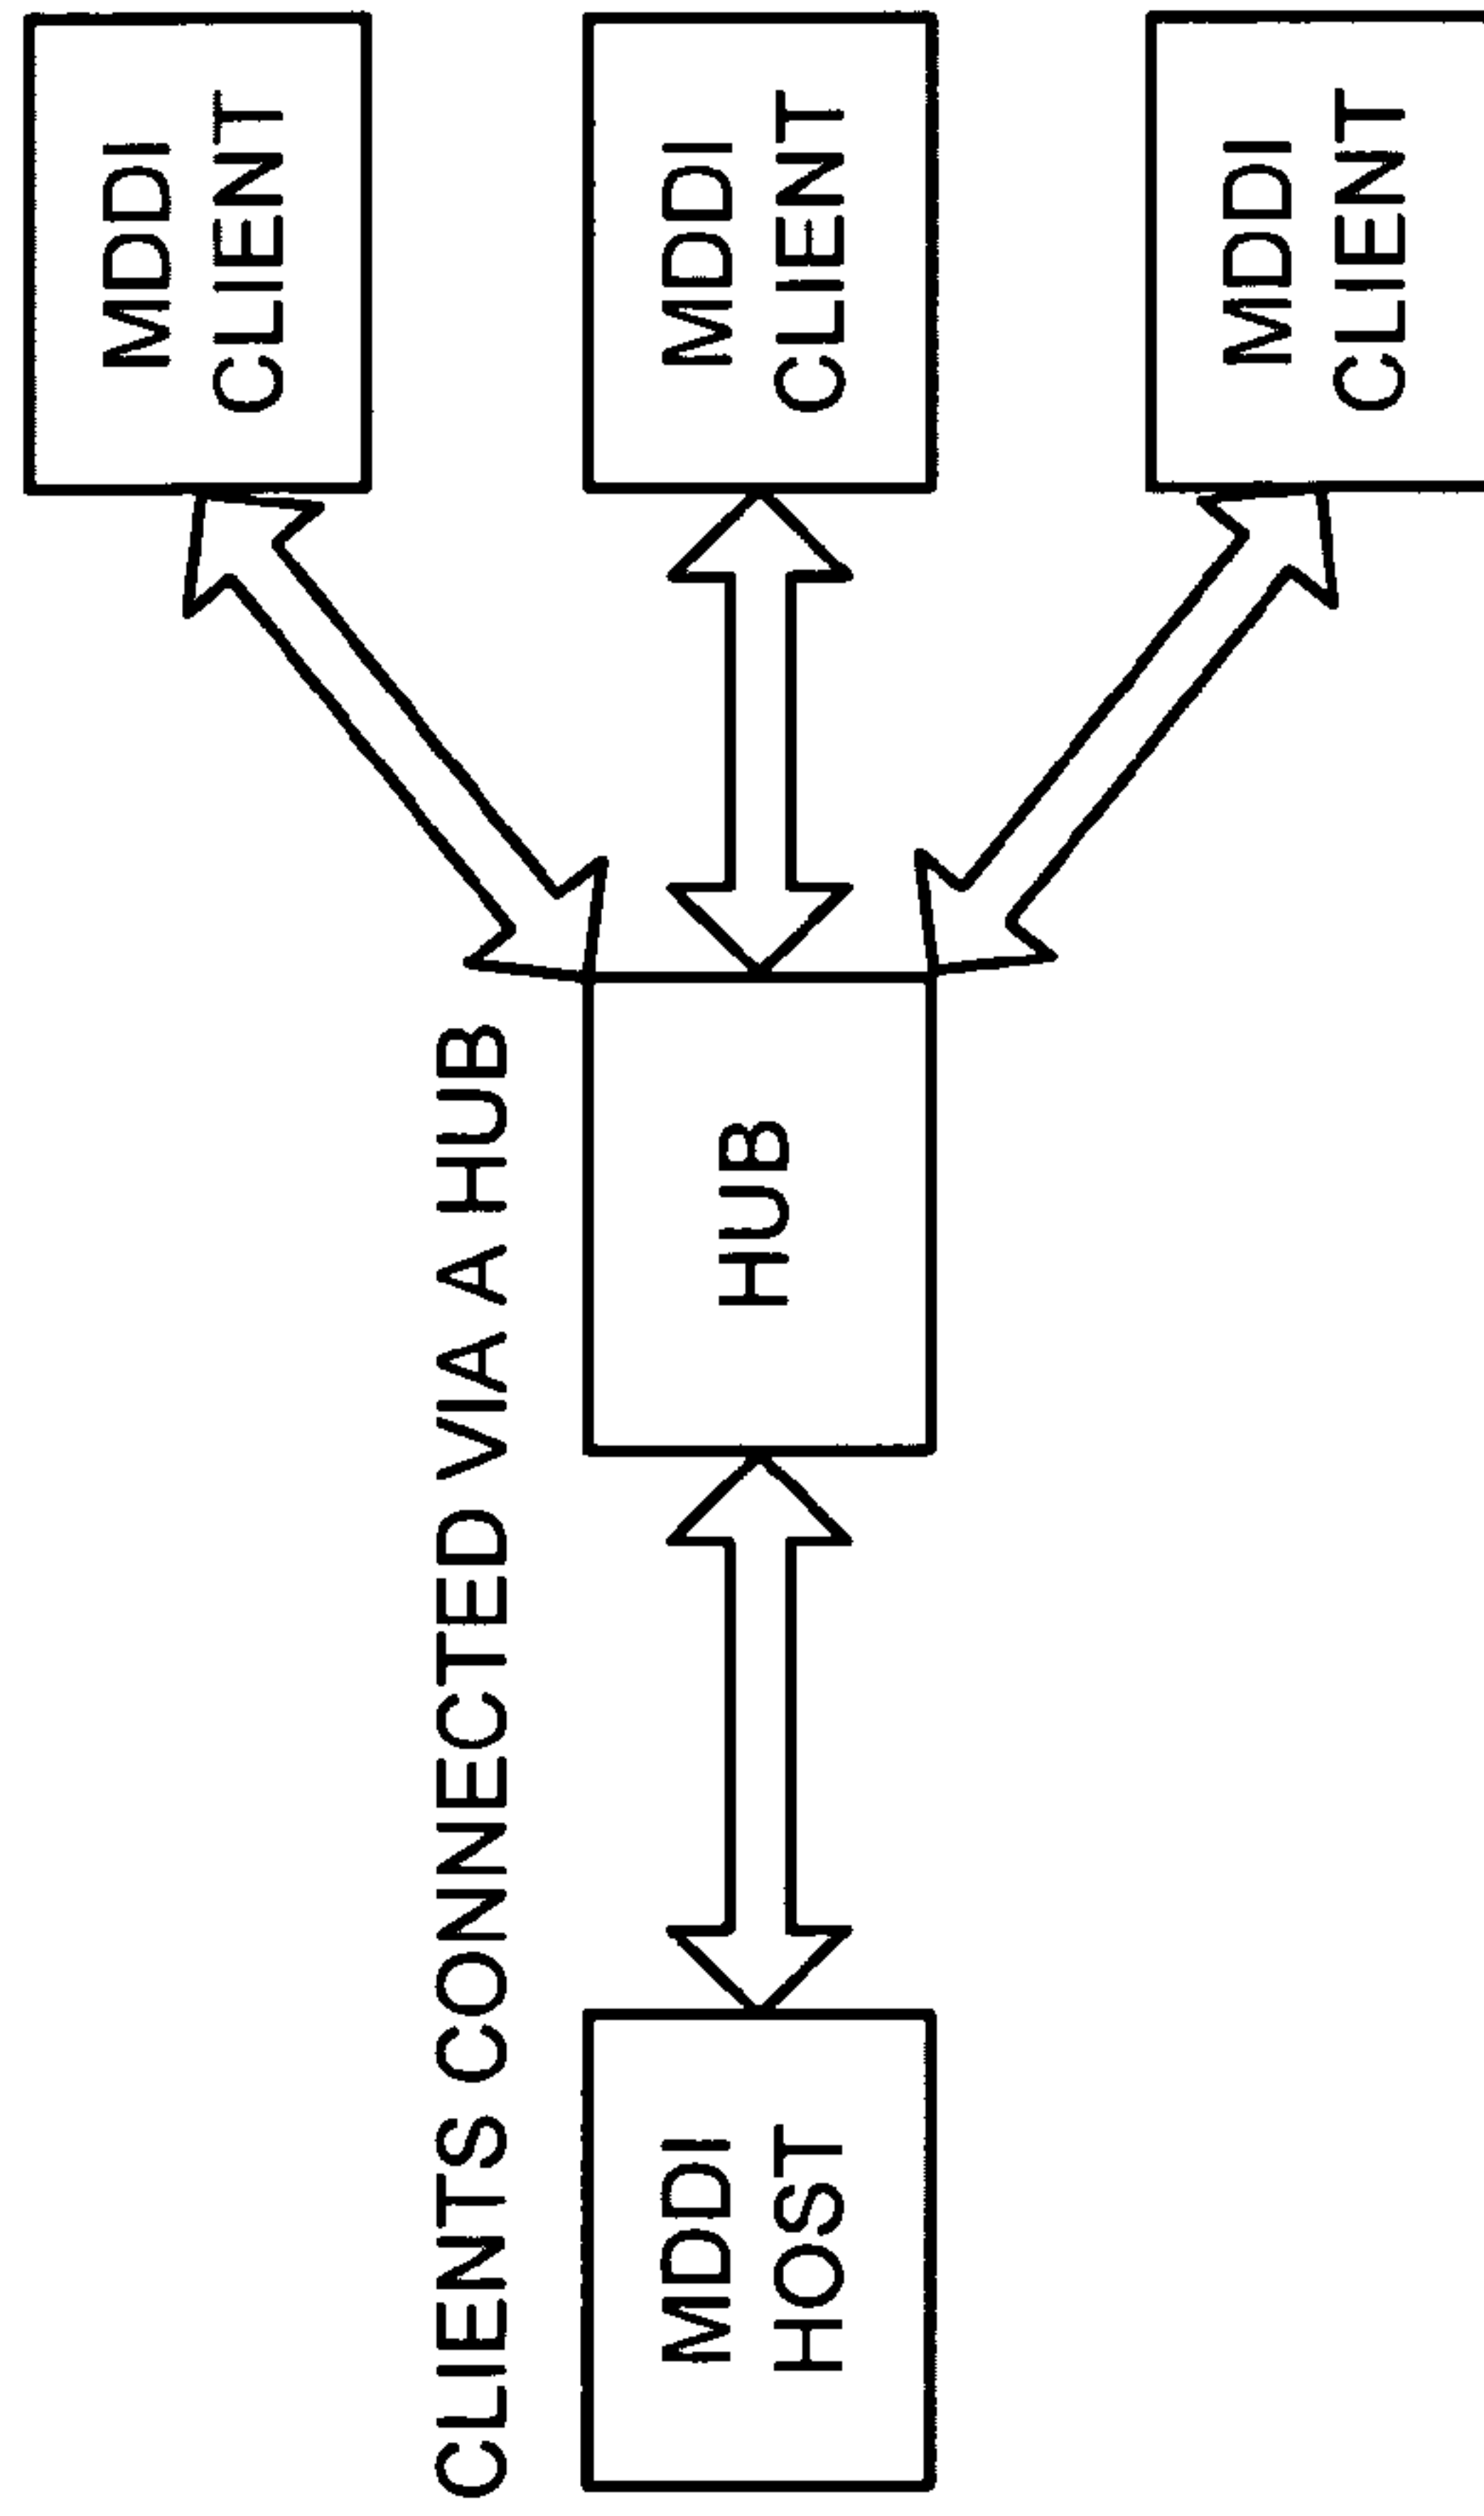 CLIENTS CONNECTED VIA A HUB
MDDI
CLIENT
MDDI
HOST
HUB
MDDI
CLIENT
MDDI
CLIENT